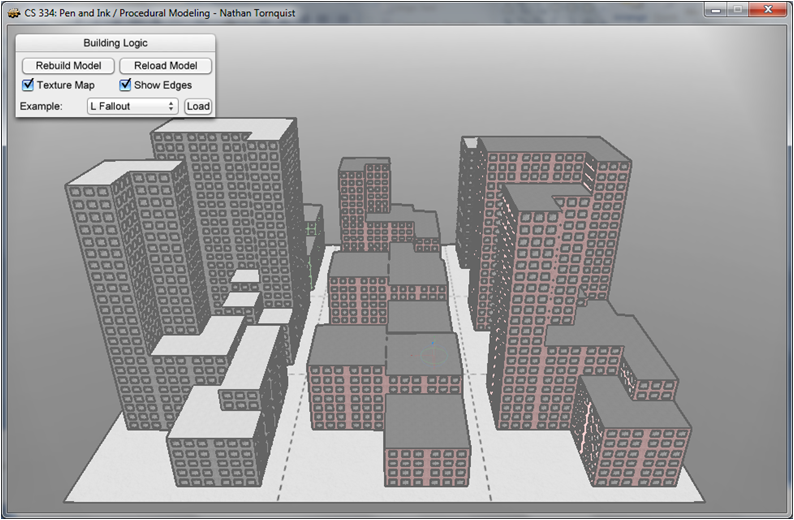 CS 334: Pen and Ink / Procedural Modeling - Nathan Tornquist
Building Logic
Rebuild Model Reload Model
Texture Map Show Edges
Example: L Fallout Load